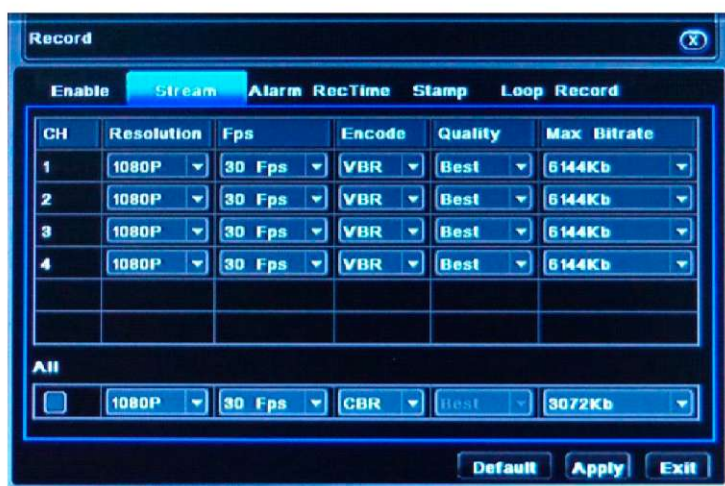 Record X
Enable Stream Alarm RecTime Stamp Loop Record
CH Resolution Fps Encode Quality Max Bitrate
1 1080P 30 Fps VBR Best 6144Kb
2 1080P 30 Fps VBR Best 6144Kb
3 1080P 30 Fps VBR Best 6144Kb
4 1080P 30 Fps VBR Best 6144Kb
All
1080P 30 Fps CBR Best 3072Kb
Default Apply Exit